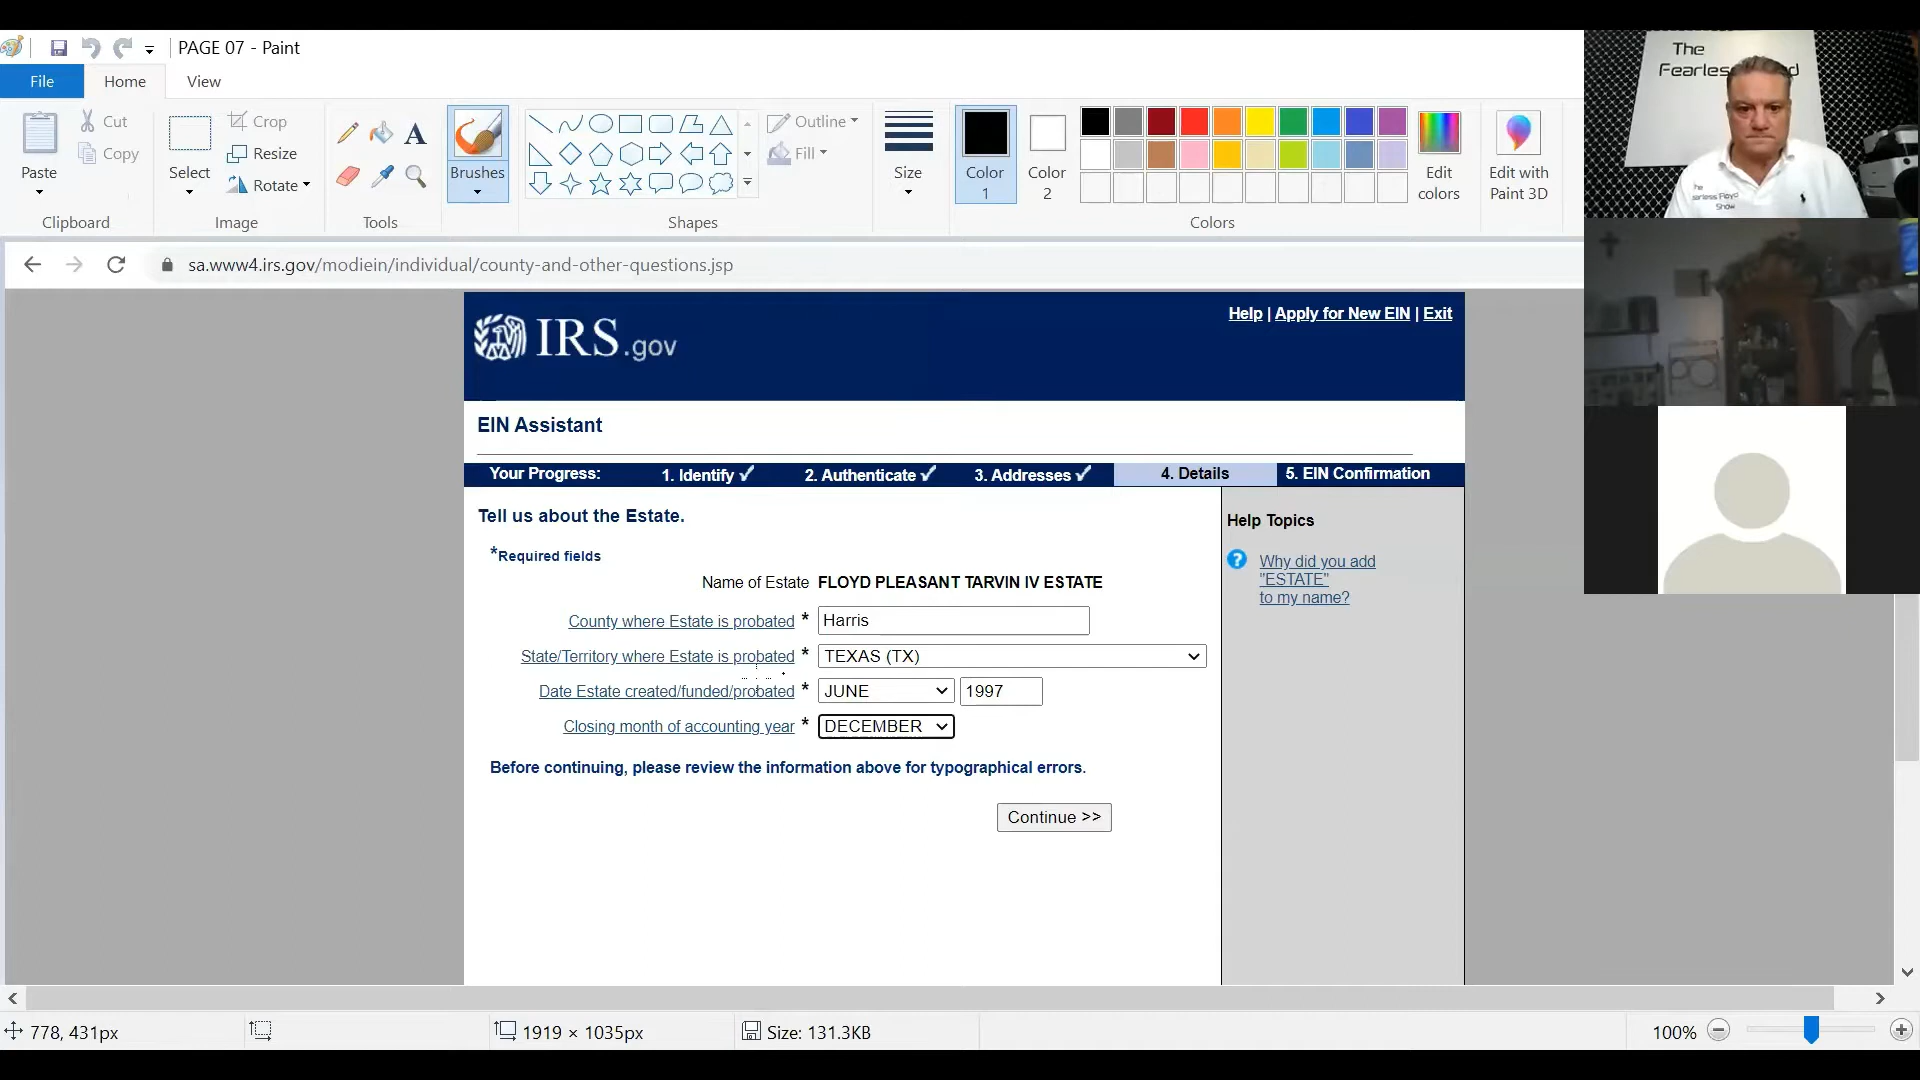 PAGE 07 - Paint
File Home View
Paste
Cut
Copy
Clipboard
Select
Crop
Resize
Rotate
Image
A
Tools
Brushes
Shapes
Outline
Fill
Size
Color 1
Color 2
Colors
Edit colors
Edit with Paint 3D
The
sa.www4.irs.gov/modiein/individual/county-and-other-questions.jsp
IRS.gov
Help | Apply for New EIN | Exit
EIN Assistant
Your Progress: 1. Identify ✓ 2. Authenticate ✓ 3. Addresses ✓ 4. Details 5. EIN Confirmation
Tell us about the Estate.
*Required fields
Name of Estate FLOYD PLEASANT TARVIN IV ESTATE
County where Estate is probated * Harris
State/Territory where Estate is probated * TEXAS (TX)
Date Estate created/funded/probated * JUNE 1997
Closing month of accounting year * DECEMBER
Before continuing, please review the information above for typographical errors.
Continue >>
Help Topics
? Why did you add
"ESTATE"
to my name?
778, 431px
1919 × 1035px
Size: 131.3KB
100%